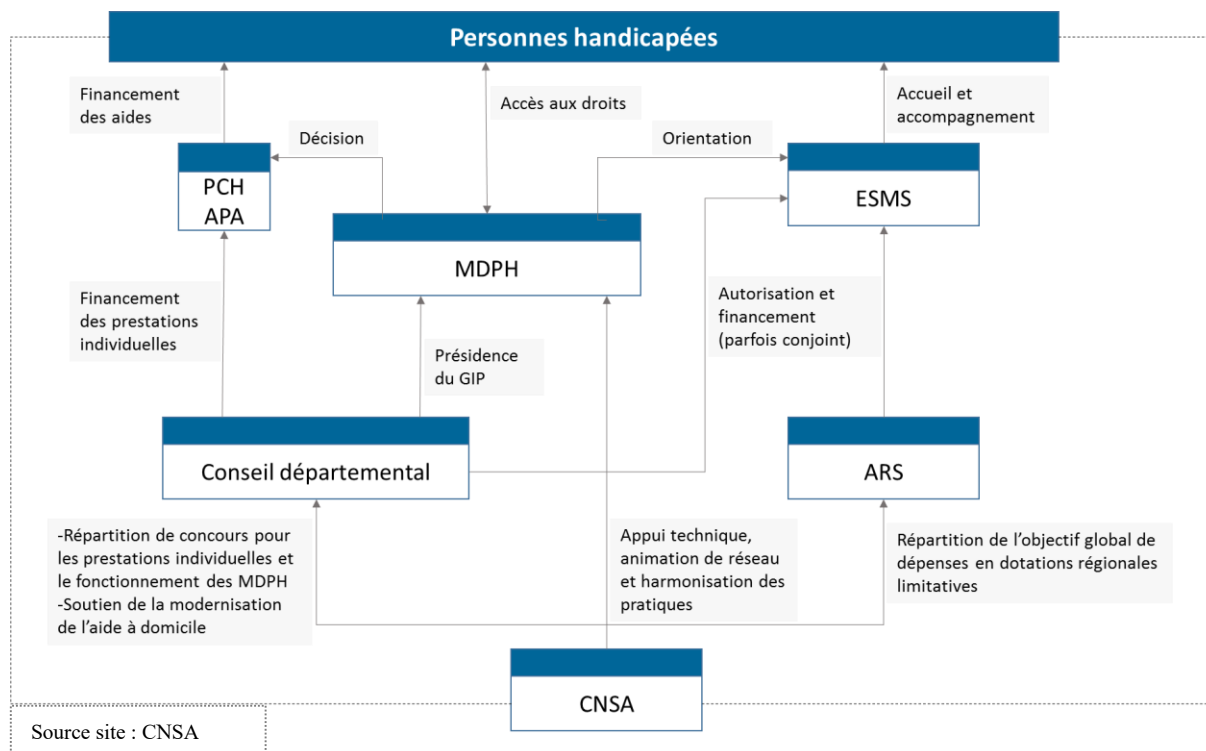 Personnes handicapées
Financement
des aides
Accès aux droits
Accueil et
accompagnement
Décision
Orientation
PCH
APA
ESMS
MDPH
Financement
des prestations
individuelles
Autorisation et
financement
(parfois conjoint)
Présidence
du GIP
Conseil départemental
ARS
-Répartition de concours pour
les prestations individuelles et
le fonctionnement des MDPH
-Soutien de la modernisation
de l’aide à domicile
Appui technique,
animation de réseau
et harmonisation des
pratiques
Répartition de l’objectif global de
dépenses en dotations régionales
limitatives
CNSA
Source site : CNSA